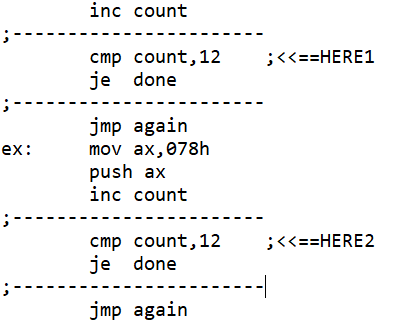 inc count
;-----------------------
cmp count,12    ;<<==HERE1
je  done
;-----------------------
jmp again
ex:     mov ax,078h
push ax
inc count
;-----------------------
cmp count,12    ;<<==HERE2
je  done
;-----------------------
jmp again